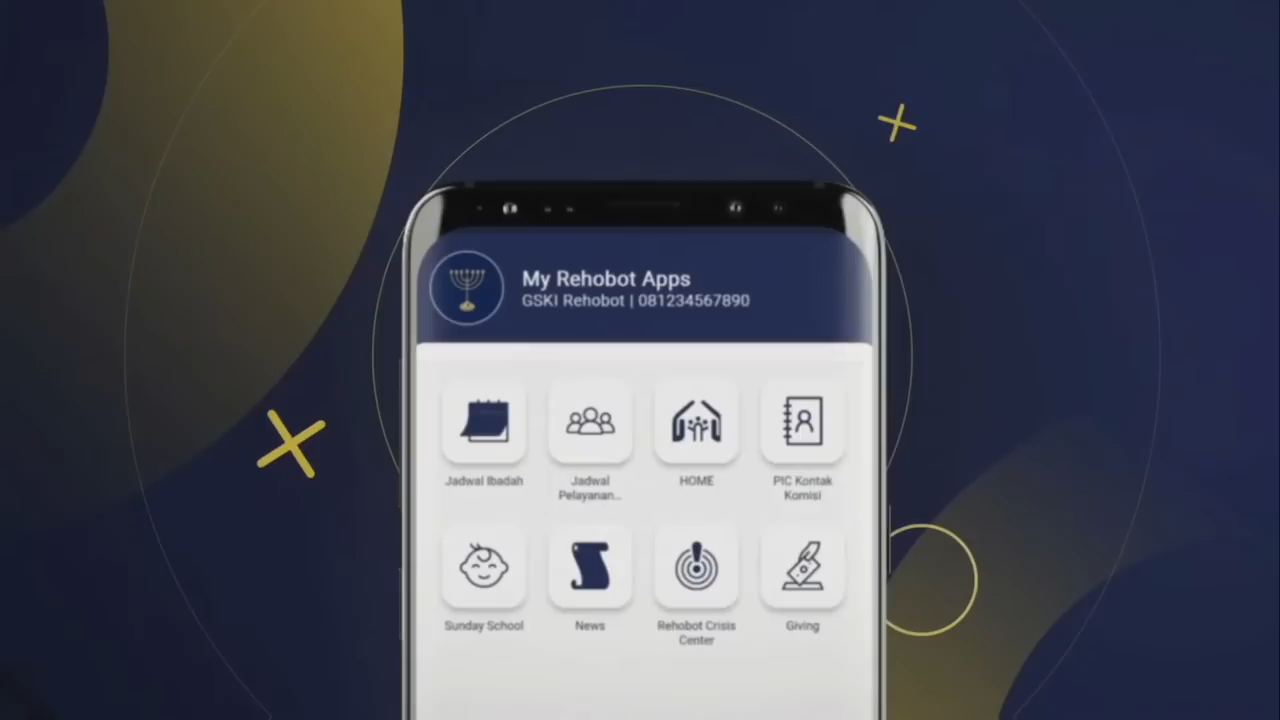 My Rehobot Apps
GSKI Rehobot | 081234567890
Jadwal Ibadah
Jadwal
Pelayanan...
HOME
PIC Kontak
Komisi
Sunday School
News
Rehobot Crisis
Center
Giving